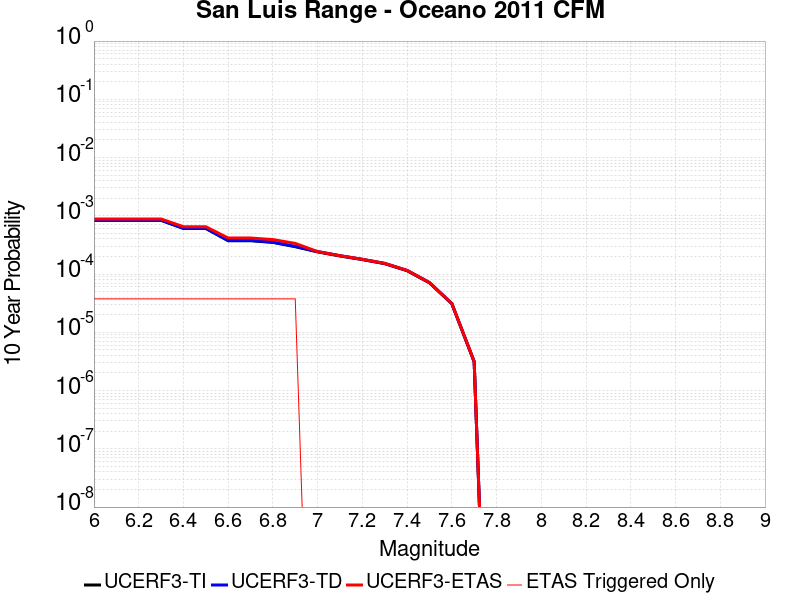 San Luis Range - Oceano 2011 CFM
10^0
10^-1
10^-2
10^-3
10^-4
10^-5
10^-6
10^-7
10^-8
10 Year Probability
6 6.2 6.4 6.6 6.8 7 7.2 7.4 7.6 7.8 8 8.2 8.4 8.6 8.8 9
Magnitude
UCERF3-TI UCERF3-TD UCERF3-ETAS ETAS Triggered Only